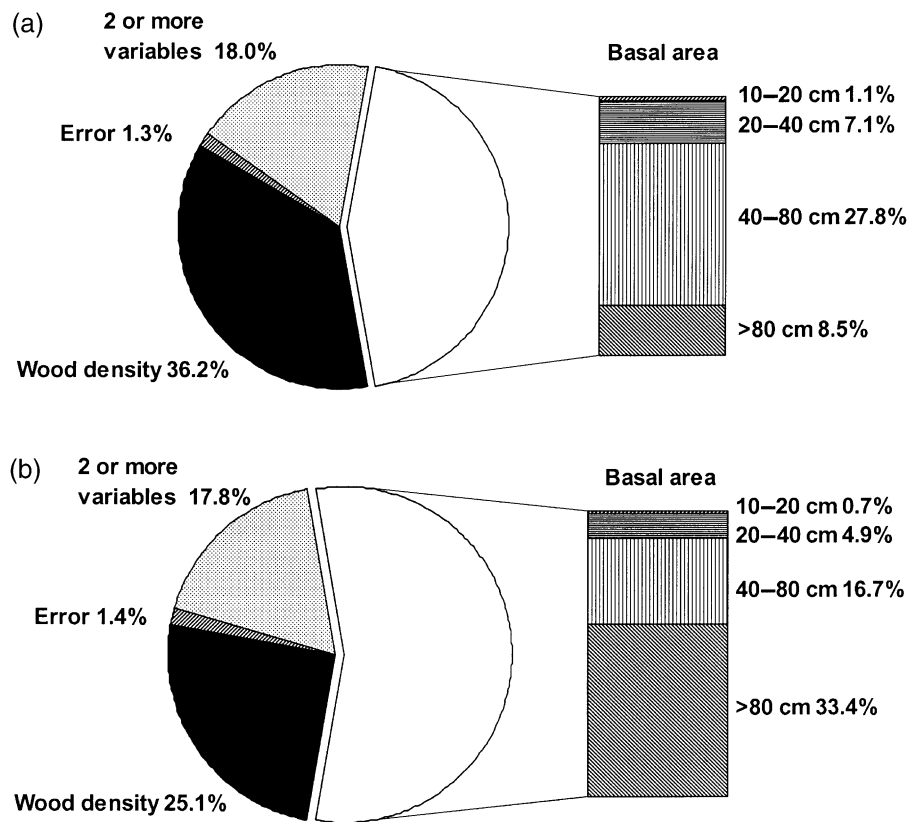 (a)
2 or more
variables 18.0%
Error 1.3%
Wood density 36.2%
Basal area
10–20 cm 1.1%
20–40 cm 7.1%
40–80 cm 27.8%
>80 cm 8.5%
(b)
2 or more
variables 17.8%
Error 1.4%
Wood density 25.1%
Basal area
10–20 cm 0.7%
20–40 cm 4.9%
40–80 cm 16.7%
>80 cm 33.4%